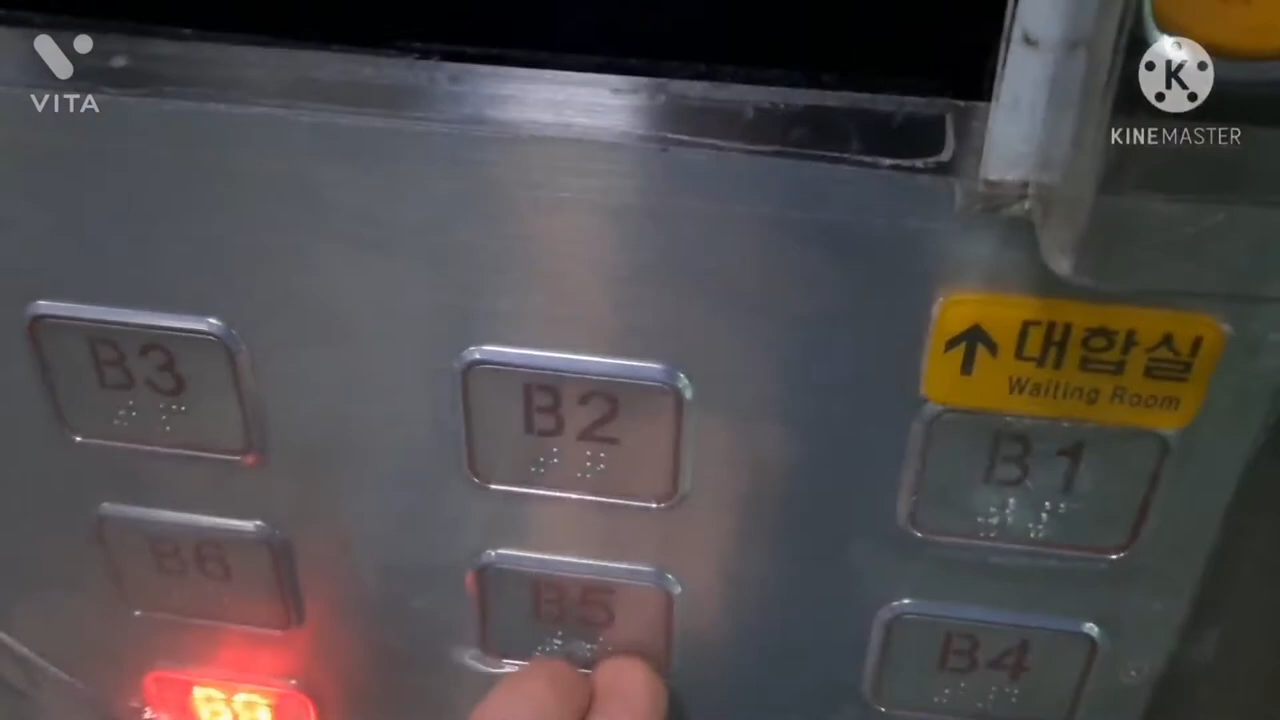 VITA
K
KINEMASTER
대합실
Waiting Room
B3
B2
B1
B6
B5
B4